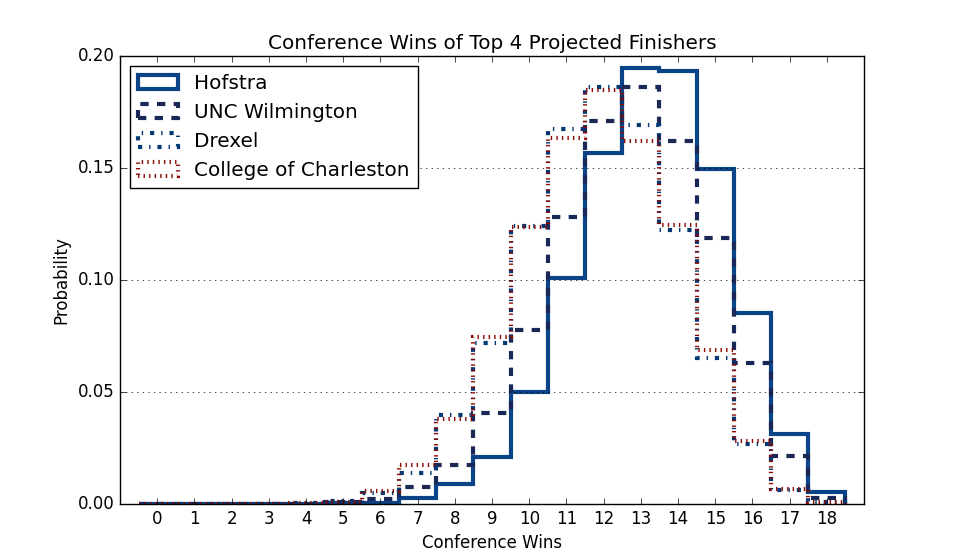 Conference Wins of Top 4 Projected Finishers
Hofstra
UNC Wilmington
Drexel
College of Charleston
0.20
0.15
0.10
0.05
0.00
Probability
0 1 2 3 4 5 6 7 8 9 10 11 12 13 14 15 16 17 18
Conference Wins